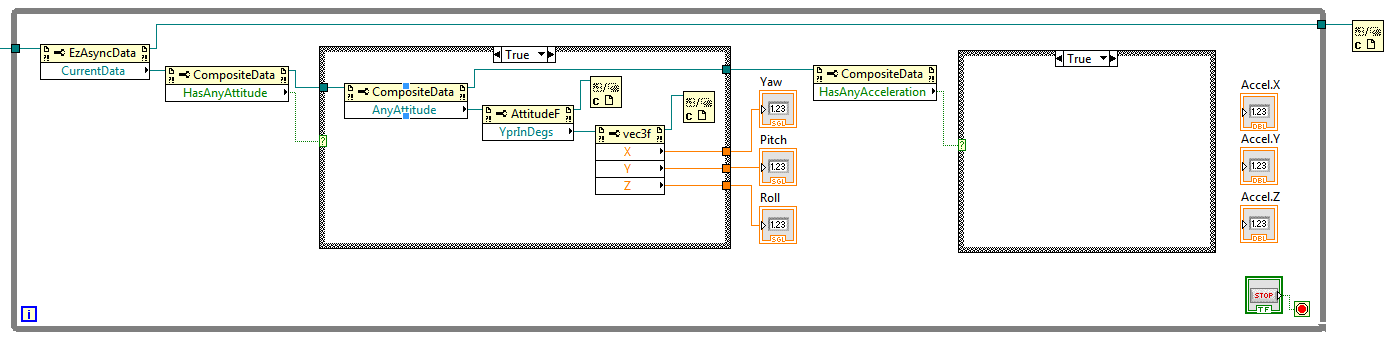 EzAsyncData
CurrentData
CompositeData
HasAnyAttitude
?
True
CompositeData
AnyAttitude
AttitudeF
YprInDegs
C
C
vec3f
X
Y
Z
Yaw
1.23
SGL
Pitch
1.23
SGL
Roll
1.23
SGL
CompositeData
HasAnyAcceleration
?
True
Accel.X
1.23
DBL
Accel.Y
1.23
DBL
Accel.Z
1.23
DBL
STOP
TF
i
C